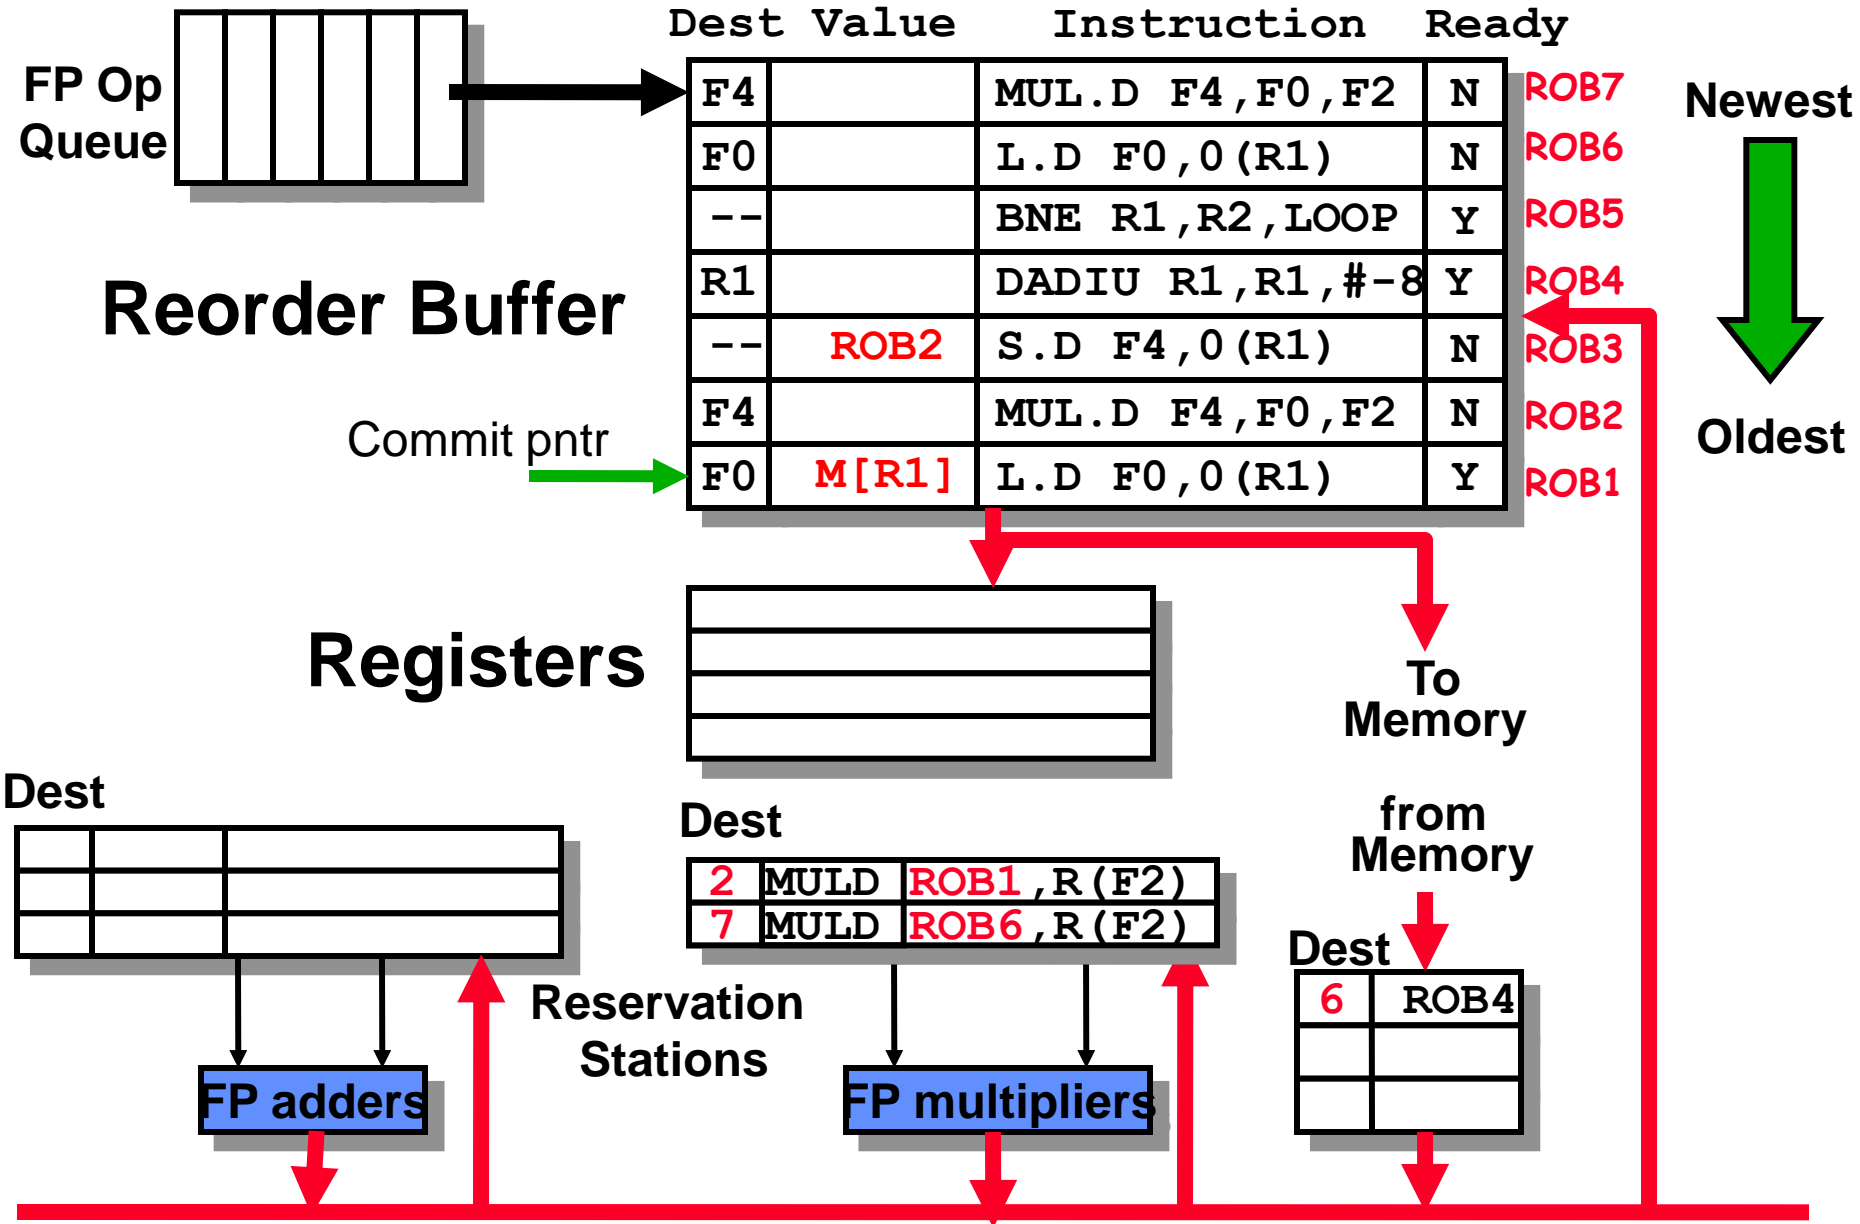 Dest Value Instruction Ready
FP Op
Queue
F4 MUL.D F4,F0,F2 N ROB7
F0 L.D F0,0(R1) N ROB6
-- BNE R1,R2,LOOP Y ROB5
R1 DADIU R1,R1,#-8 Y ROB4
-- ROB2 S.D F4,0(R1) N ROB3
F4 MUL.D F4,F0,F2 N ROB2
F0 M[R1] L.D F0,0(R1) Y ROB1
Newest
Oldest
Reorder Buffer
Commit pntr
Registers
To
Memory
from
Memory
Dest
Dest
2 MULD ROB1,R(F2)
7 MULD ROB6,R(F2)
Dest
6 ROB4
Reservation
Stations
FP adders
FP multipliers